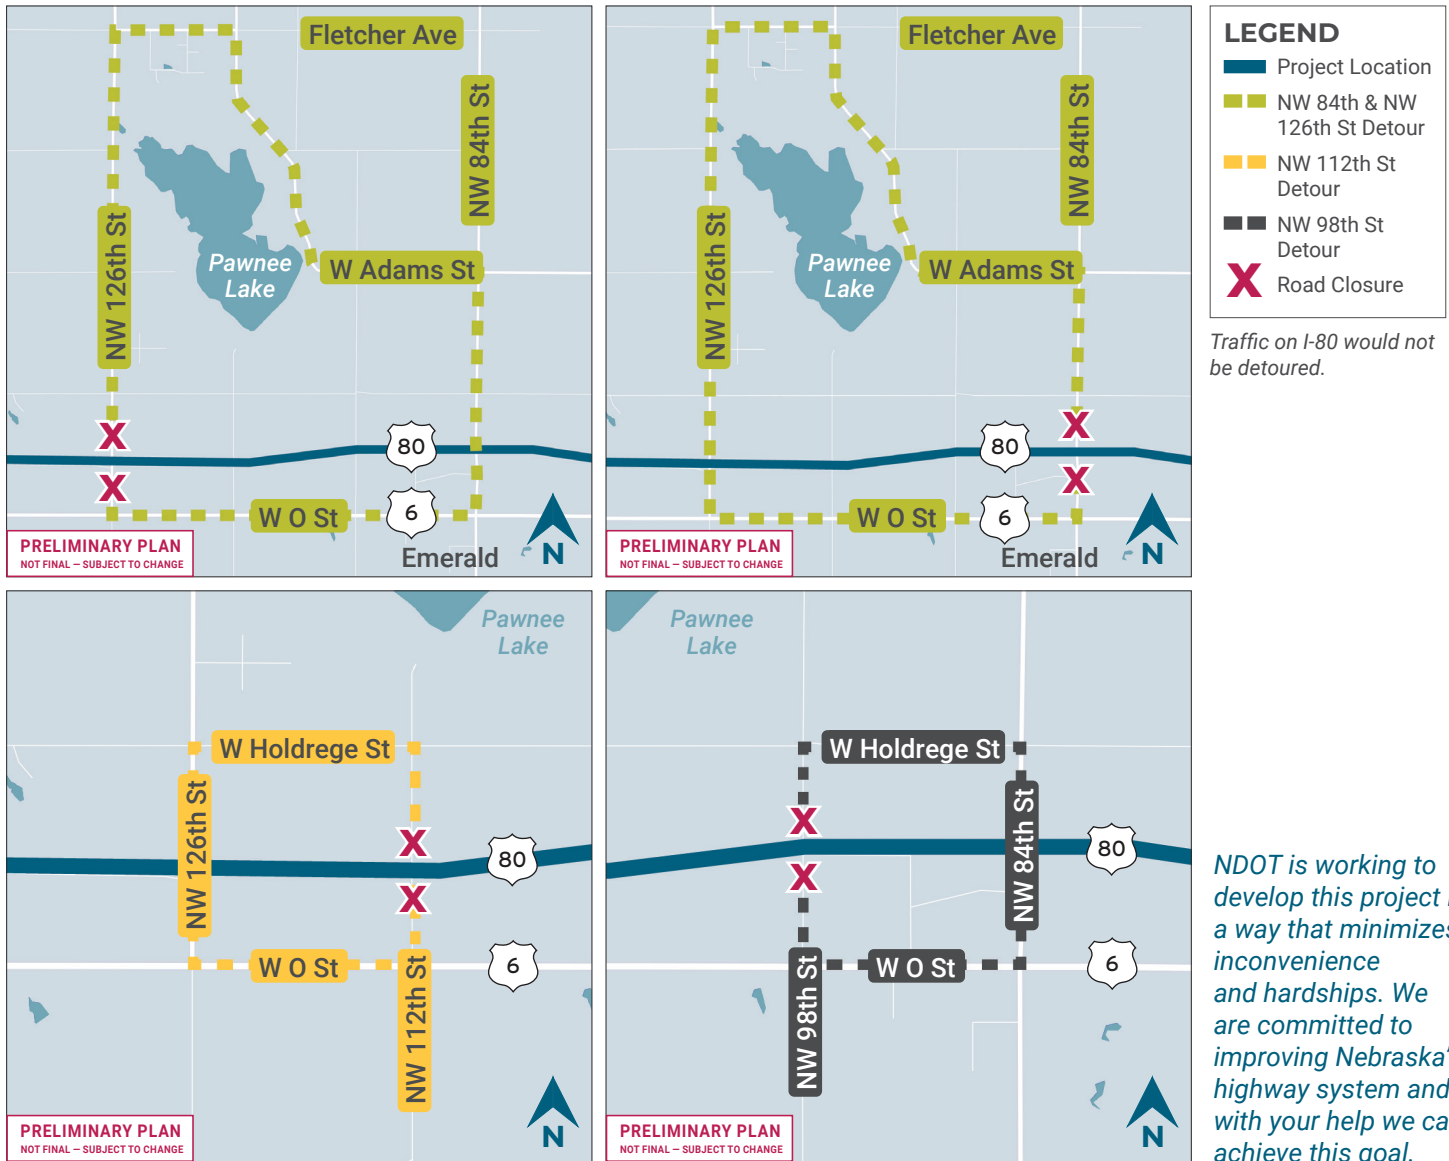 Fletcher Ave
NW 84th St
NW 126th St
Pawnee
Lake
W Adams St
80
W O St
6
Emerald
N
PRELIMINARY PLAN
NOT FINAL – SUBJECT TO CHANGE
Fletcher Ave
NW 84th St
NW 126th St
Pawnee
Lake
W Adams St
80
W O St
6
Emerald
N
PRELIMINARY PLAN
NOT FINAL – SUBJECT TO CHANGE
LEGEND
Project Location
NW 84th & NW
126th St Detour
NW 112th St
Detour
NW 98th St
Detour
X Road Closure
Traffic on I-80 would not
be detoured.
Pawnee
Lake
W Holdrege St
NW 126th St
80
W O St
NW 112th St
6
N
PRELIMINARY PLAN
NOT FINAL – SUBJECT TO CHANGE
Pawnee
Lake
W Holdrege St
NW 84th St
80
NW 98th St
W O St
6
N
PRELIMINARY PLAN
NOT FINAL – SUBJECT TO CHANGE
NDOT is working to
develop this project
a way that minimizes
inconvenience
and hardships. We
are committed to
improving Nebraska'
highway system and
with your help we ca
achieve this goal.